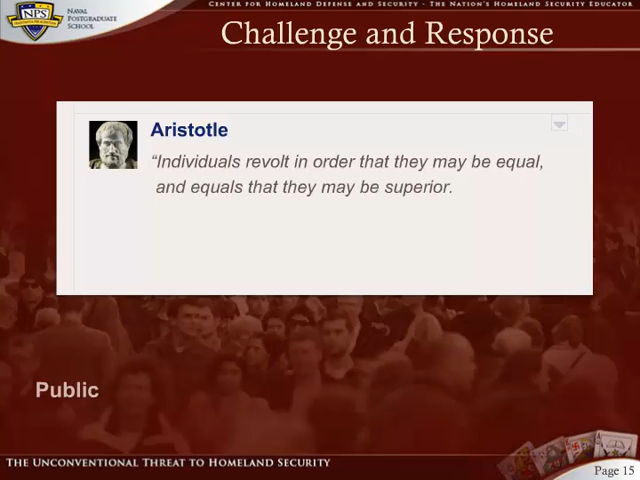 Center for Homeland Defense and Security - The Nation's Homeland Security Educator
NPS
Naval
Postgraduate
School
Challenge and Response
Aristotle
“Individuals revolt in order that they may be equal,
and equals that they may be superior.
Public
The Unconventional Threat to Homeland Security
Page 15